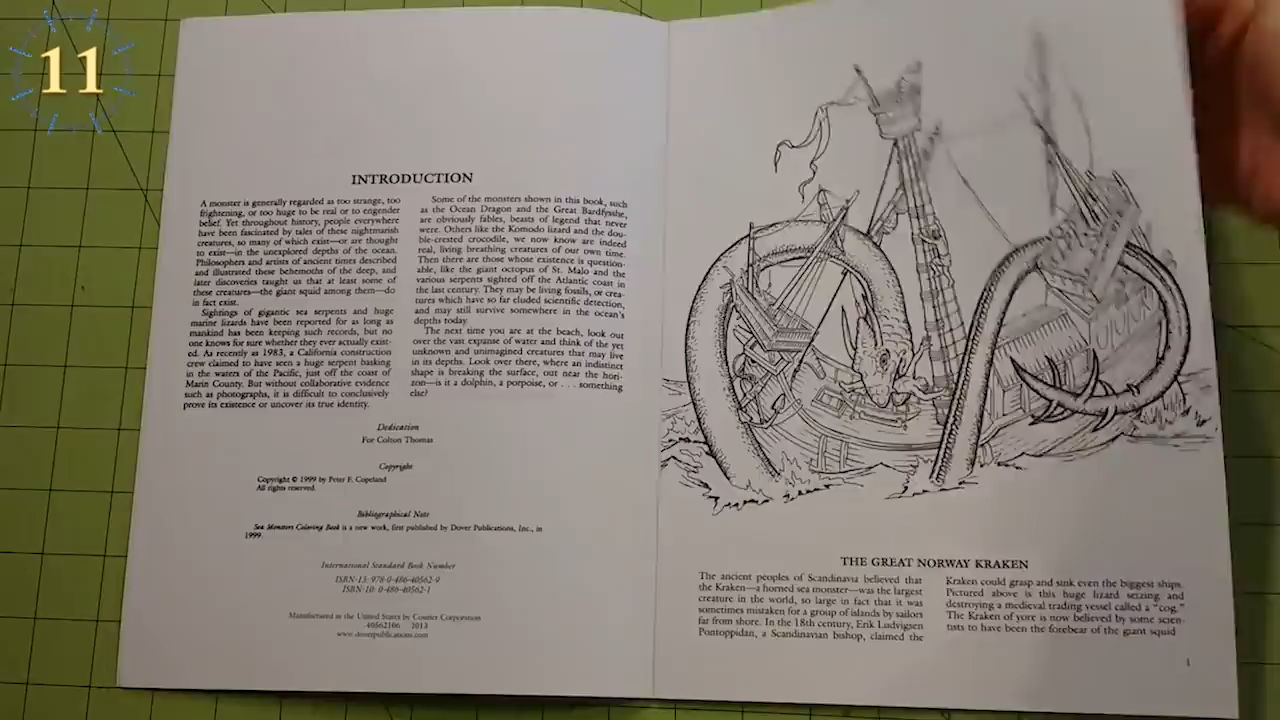 11
INTRODUCTION
A monster is generally regarded as too strange, too
frightening, or too huge to be real or to engender
belief. Yet throughout history, people everywhere
have been fascinated by tales of these nightmarish
creatures, so many of which exist—or are thought
to exist—in the unexplored depths of the ocean.
Philosophers and artists of ancient times described
and illustrated these behemoths of the deep, and
later discoveries taught us that at least some of
these creatures—the giant squid among them—do
in fact exist.
Sightings of gigantic sea serpents and huge
marine lizards have been reported for as long as
mankind has been keeping such records, but no
one knows for sure whether they ever actually exist-
ed. As recently as 1983, a California construction
crew claimed to have seen a huge serpent basking
in the waters of the Pacific, just off the coast of
Marin County. But without collaborative evidence
such as photographs, it is difficult to conclusively
prove its existence or uncover its true identity.
Some of the monsters shown in this book, such
as the Ocean Dragon and the Great Bardfysshe,
are obviously fables, beasts of legend that never
were. Others like the Komodo lizard and the dou-
ble-crested crocodile, we now know are indeed
real, living breathing creatures of our own time.
Then there are those whose existence is question-
able, like the giant octopus of St. Malo and the
various serpents sighted off the Atlantic coast in
the last century. They may be living fossils, or crea-
tures which have so far eluded scientific detection,
and may still survive somewhere in the ocean's
depths today.
The next time you are at the beach, look out
over the vast expanse of water and think of the yet
unknown and unimagined creatures that may live
in its depths. Look over there, where an indistinct
shape is breaking the surface, out near the hori-
zon—is it a dolphin, a porpoise, or . . . something
else?
Dedication
For Colton Thomas
Copyright
Copyright © 1999 by Peter F. Copeland
All rights reserved.
Bibliographical Note
Sea Monsters Coloring Book is a new work, first published by Dover Publications, Inc., in
1999.
International Standard Book Number
ISBN-13: 978-0-486-40562-9
ISBN-10: 0-486-40562-1
Manufactured in the United States by Courier Corporation
40562106 2013
www.doverpublications.com
THE GREAT NORWAY KRAKEN
The ancient peoples of Scandinavia believed that
the Kraken—a horned sea monster—was the largest
creature in the world, so large in fact that it was
sometimes mistaken for a group of islands by sailors
far from shore. In the 18th century, Erik Ludvigsen
Pontoppidan, a Scandinavian bishop, claimed the
Kraken could grasp and sink even the biggest ships.
Pictured above is this huge lizard seizing and
destroying a medieval trading vessel called a "cog."
The Kraken of yore is now believed by some scien-
tists to have been the forebear of the giant squid
1